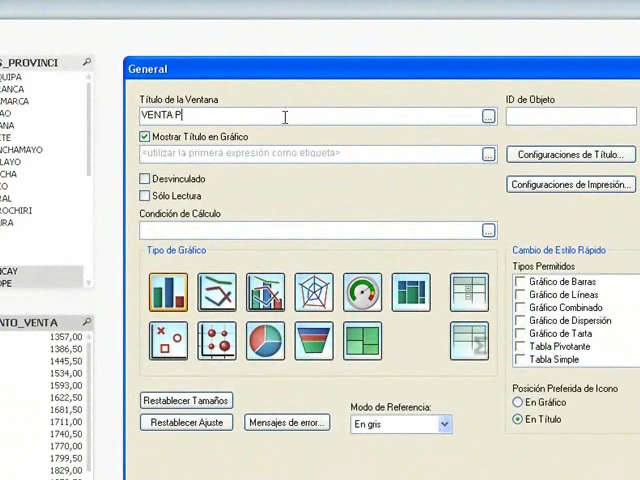 S_PROVINCI
QUIPA
RANCA
AMARCA
AO
ANA
ETE
NCHAMAYO
LAYO
CHA
O
RAL
ROCHIRI
URA
CAY
OPE
NTO_VENTA
1357,00
1386,50
1445,50
1534,00
1593,00
1622,50
1681,50
1711,00
1740,50
1770,00
1799,50
1829,00
General
Título de la Ventana
VENTA P
...
ID de Objeto
Mostrar Título en Gráfico
<utilizar la primera expresión como etiqueta>
...
Configuraciones de Título...
Desvinculado
Configuraciones de Impresión...
Sólo Lectura
Condición de Cálculo
...
Tipo de Gráfico
Cambio de Estilo Rápido
Tipos Permitidos
Gráfico de Barras
Gráfico de Líneas
Gráfico Combinado
Gráfico de Dispersión
Gráfico de Tarta
Tabla Pivotante
Tabla Simple
Posición Preferida de Icono
En Gráfico
En Título
Restablecer Tamaños
Restablecer Ajuste
Mensajes de error...
Modo de Referencia:
En gris